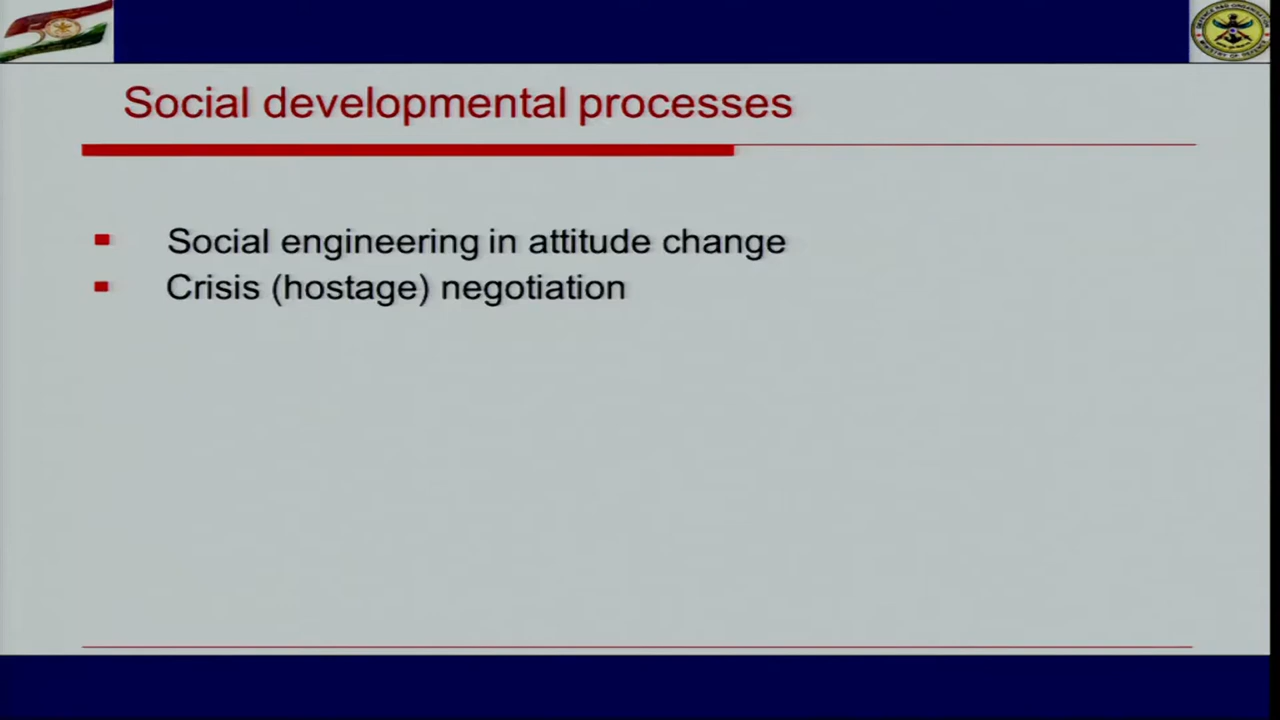 Social developmental processes
Social engineering in attitude change
Crisis (hostage) negotiation